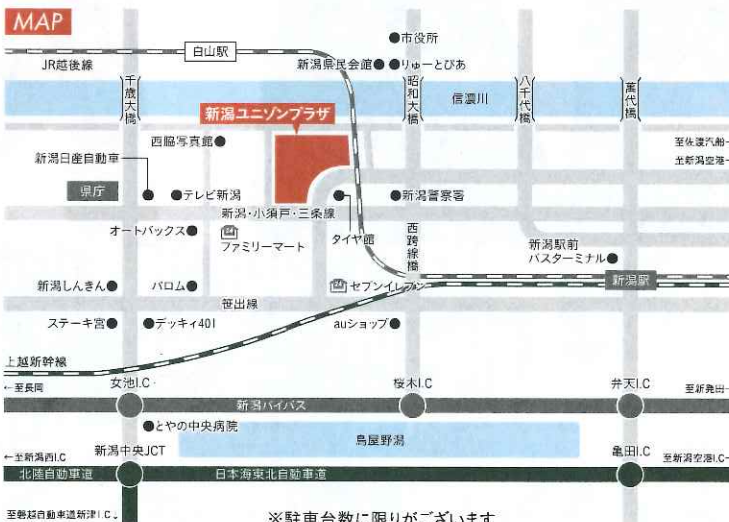 MAP
白山駅
JR越後線
●市役所
新潟県民会館●
●りゅーとぴあ
千歳大橋
昭和大橋
八千代橋
萬代橋
信濃川
新潟ユニゾンプラザ
西脇写真館●
至佐渡汽船→
至新潟空港→
新潟日産自動車
県庁
●テレビ新潟
●新潟警察署
新潟・小須戸・三条線
タイヤ館
オートバックス●
ファミリーマート
西跨線橋
新潟駅前
バスターミナル●
新潟駅
新潟しんきん●
パロム●
セブンイレブン
笹出線
ステーキ宮●
●デッキィ401
auショップ●
上越新幹線
←至長岡
女池I.C
桜木I.C
弁天I.C
至新発田→
新潟バイパス
●とやの中央病院
鳥屋野潟
←至新潟西I.C
新潟中央JCT
亀田I.C
至新潟空港I.C→
北陸自動車道
日本海東北自動車道
至磐越自動車道新津I.C↓
※駐車台数に限りがございます